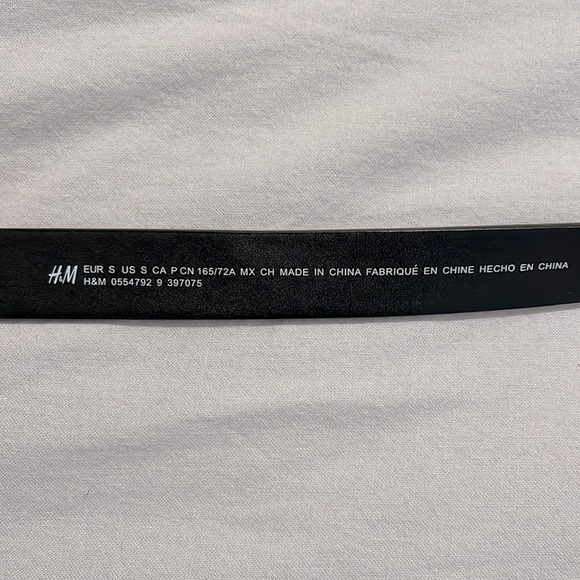 H&M EUR S US S CA P CN 165/72A MX CH MADE IN CHINA FABRIQUÉ EN CHINE HECHO EN CHINA
H&M 0554792 9 397075